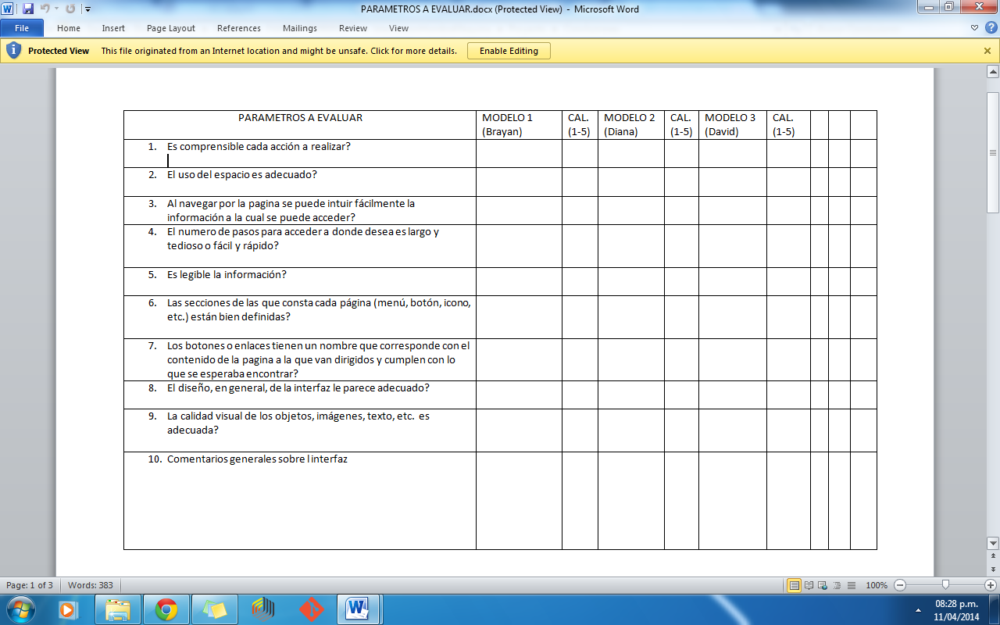 PARAMETROS A EVALUAR.docx (Protected View) - Microsoft Word
File Home Insert Page Layout References Mailings Review View
Protected View This file originated from an Internet location and might be unsafe. Click for more details. Enable Editing
PARAMETROS A EVALUAR MODELO 1 CAL. MODELO 2 CAL. MODELO 3 CAL.
(Brayan) (1-5) (Diana) (1-5) (David) (1-5)
1. Es comprensible cada acción a realizar?
2. El uso del espacio es adecuado?
3. Al navegar por la pagina se puede intuir fácilmente la
información a la cual se puede acceder?
4. El numero de pasos para acceder a donde desea es largo y
tedioso o fácil y rápido?
5. Es legible la información?
6. Las secciones de las que consta cada página (menú, botón, icono,
etc.) están bien definidas?
7. Los botones o enlaces tienen un nombre que corresponde con el
contenido de la pagina a la que van dirigidos y cumplen con lo
que se esperaba encontrar?
8. El diseño, en general, de la interfaz le parece adecuado?
9. La calidad visual de los objetos, imágenes, texto, etc. es
adecuada?
10. Comentarios generales sobre l interfaz
Page: 1 of 3 Words: 383 100%
08:28 p.m.
11/04/2014